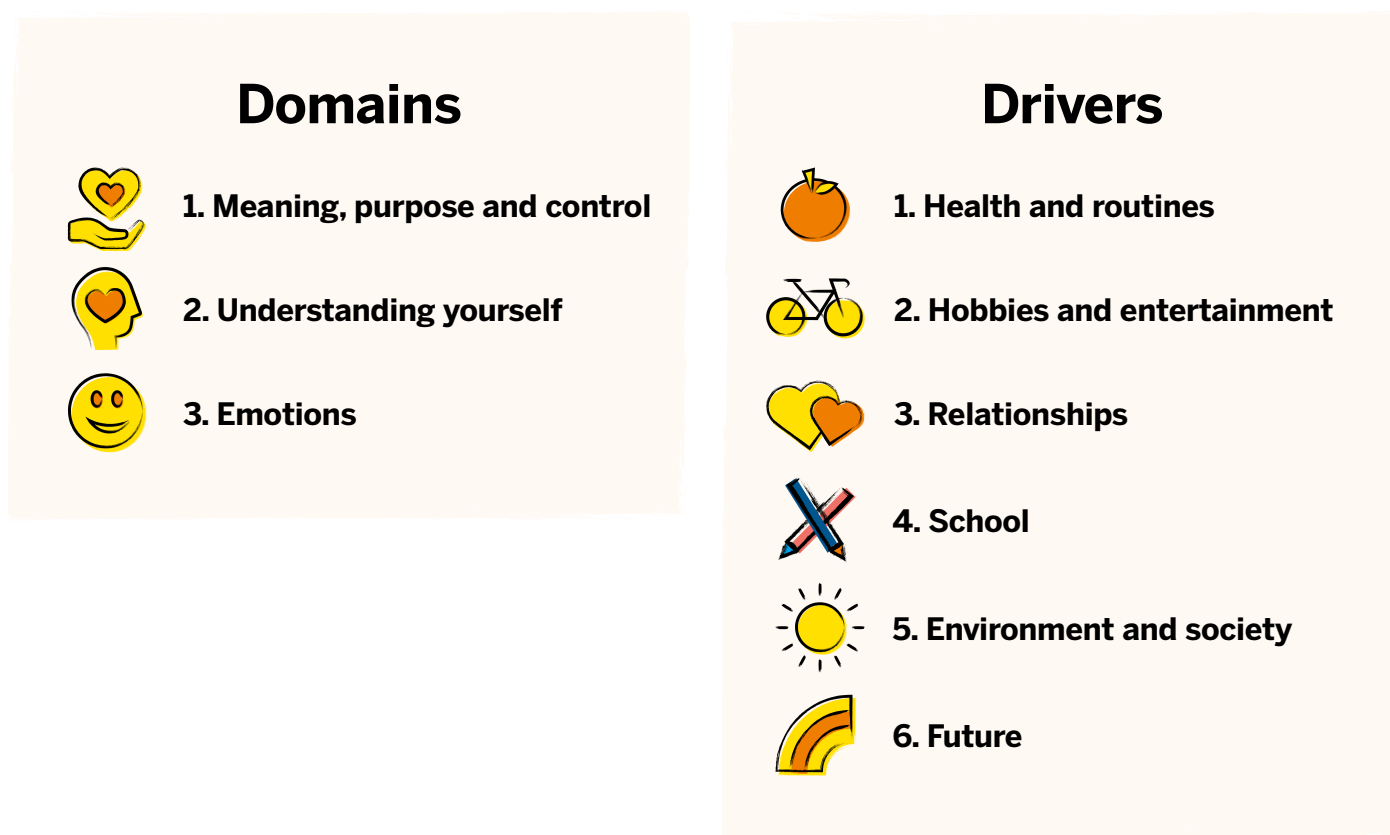 Domains
1. Meaning, purpose and control
2. Understanding yourself
3. Emotions
Drivers
1. Health and routines
2. Hobbies and entertainment
3. Relationships
4. School
5. Environment and society
6. Future